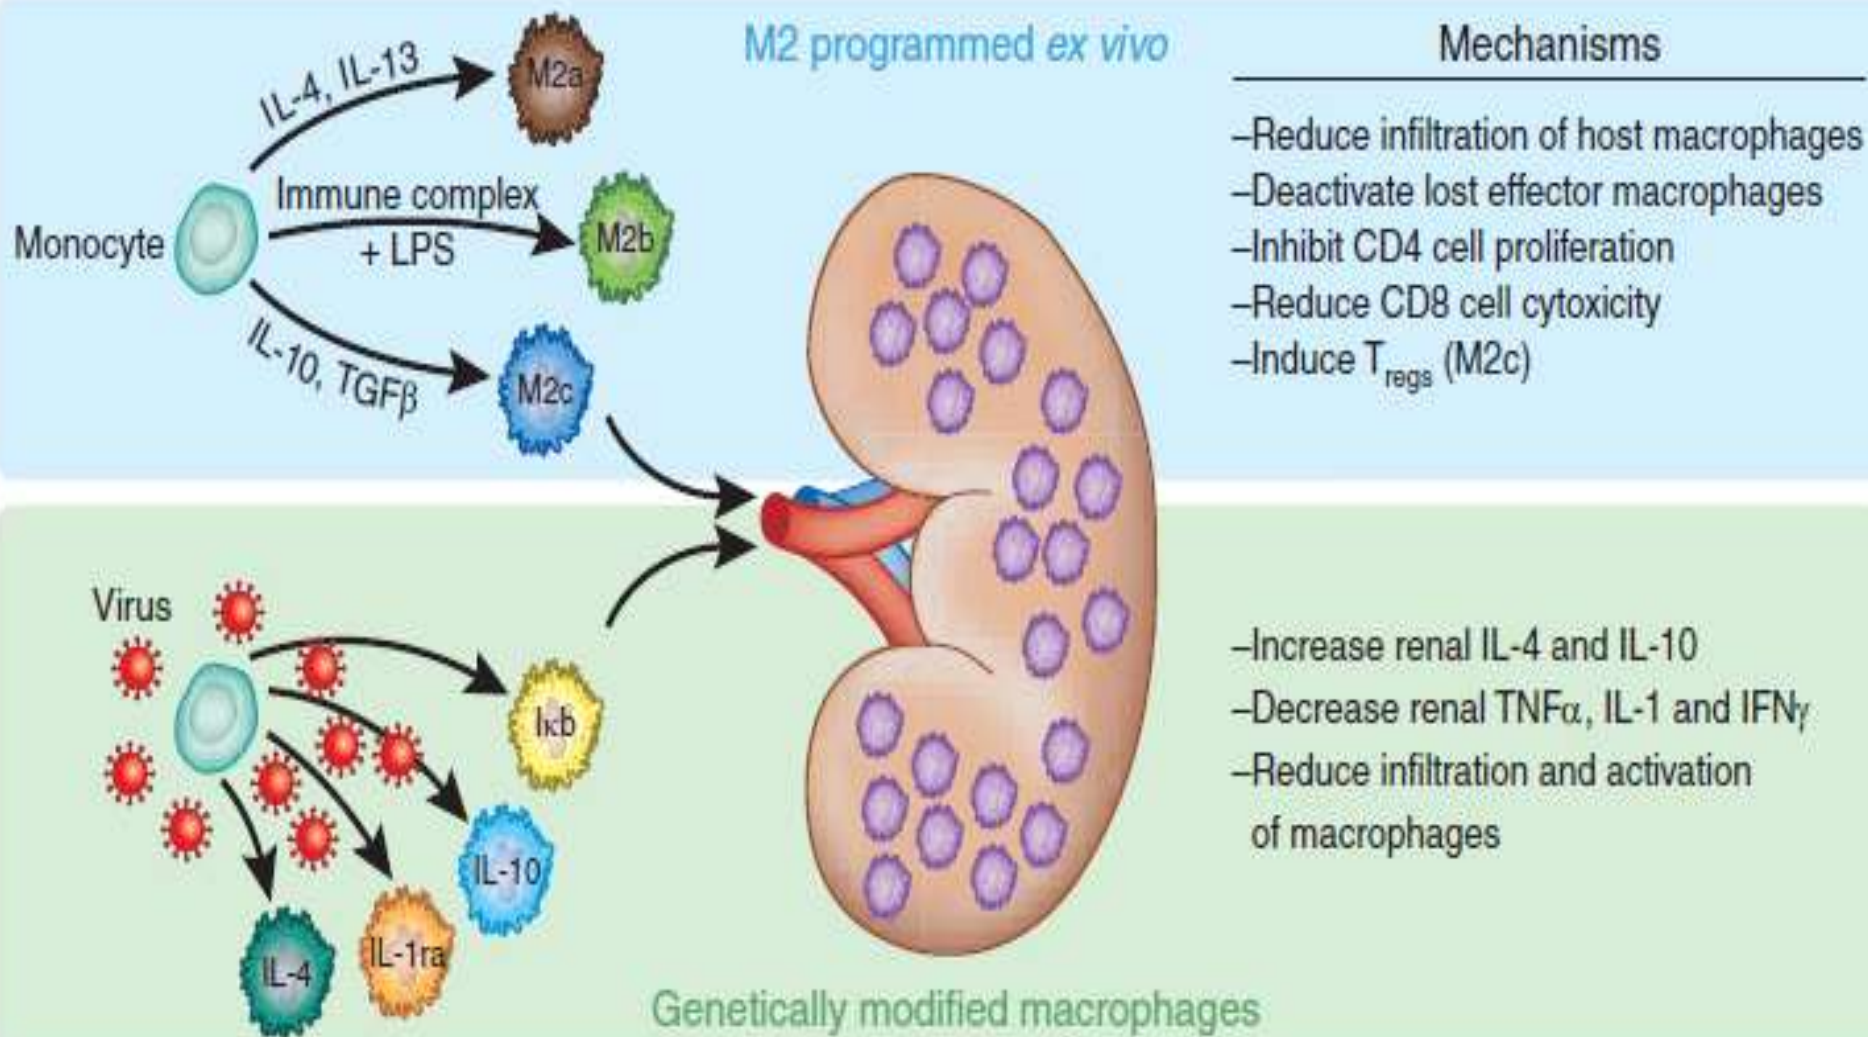 M2 programmed ex vivo
Mechanisms
IL-4, IL-13
M2a
Immune complex
+ LPS
M2b
Monocyte
IL-10, TGFβ
M2c
–Reduce infiltration of host macrophages
–Deactivate lost effector macrophages
–Inhibit CD4 cell proliferation
–Reduce CD8 cell cytoxicity
–Induce Tregs (M2c)
Virus
Iκb
IL-10
IL-1ra
IL-4
–Increase renal IL-4 and IL-10
–Decrease renal TNFα, IL-1 and IFNγ
–Reduce infiltration and activation
of macrophages
Genetically modified macrophages